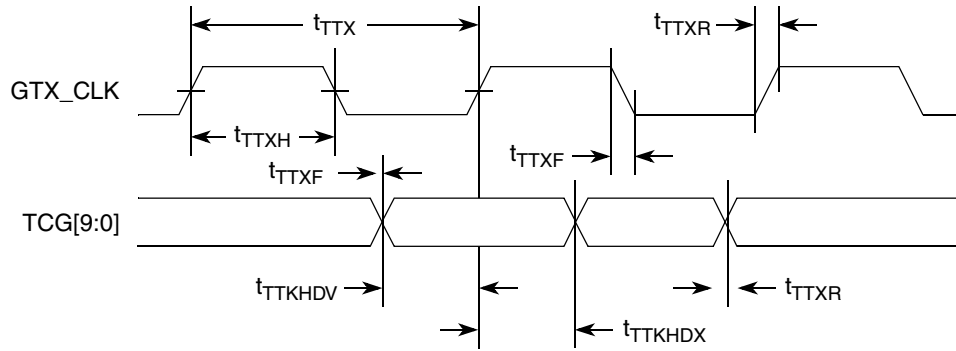 tTTX
tTTXR
GTX_CLK
tTTXH
tTTXF
tTTXF
TCG[9:0]
tTTKHDV
tTTXR
tTTKHDX